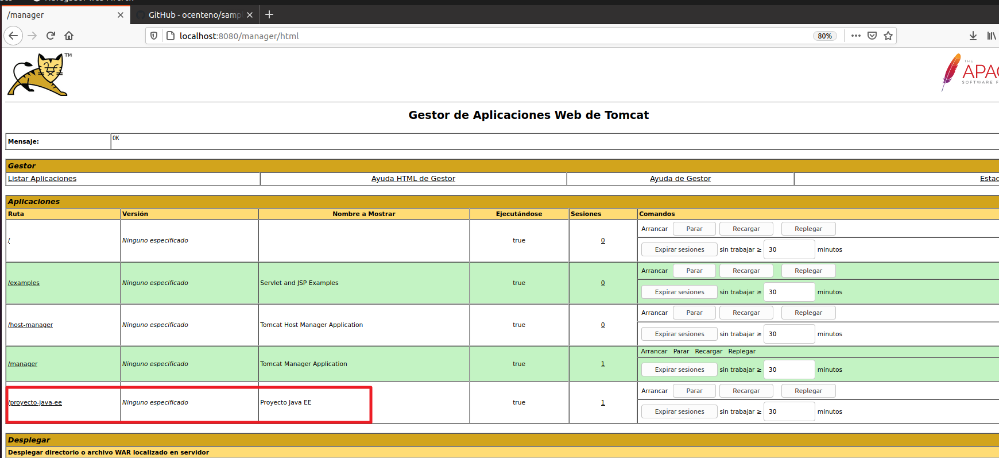 /manager
GitHub - ocenteno/samp
localhost:8080/manager/html
80%
TM
THE
APAC
SOFTWARE F
Gestor de Aplicaciones Web de Tomcat
Mensaje: OK
Gestor
Listar Aplicaciones Ayuda HTML de Gestor Ayuda de Gestor Estad
Aplicaciones
Ruta Versión Nombre a Mostrar Ejecutándose Sesiones Comandos
/ Ninguno especificado true 0 Arrancar Parar Recargar Replegar
Expirar sesiones sin trabajar ≥ 30 minutos
/examples Ninguno especificado Servlet and JSP Examples true 0 Arrancar Parar Recargar Replegar
Expirar sesiones sin trabajar ≥ 30 minutos
/host-manager Ninguno especificado Tomcat Host Manager Application true 0 Arrancar Parar Recargar Replegar
Expirar sesiones sin trabajar ≥ 30 minutos
/manager Ninguno especificado Tomcat Manager Application true 1 Arrancar Parar Recargar Replegar
Expirar sesiones sin trabajar ≥ 30 minutos
/proyecto-java-ee Ninguno especificado Proyecto Java EE true 1 Arrancar Parar Recargar Replegar
Expirar sesiones sin trabajar ≥ 30 minutos
Desplegar
Desplegar directorio o archivo WAR localizado en servidor